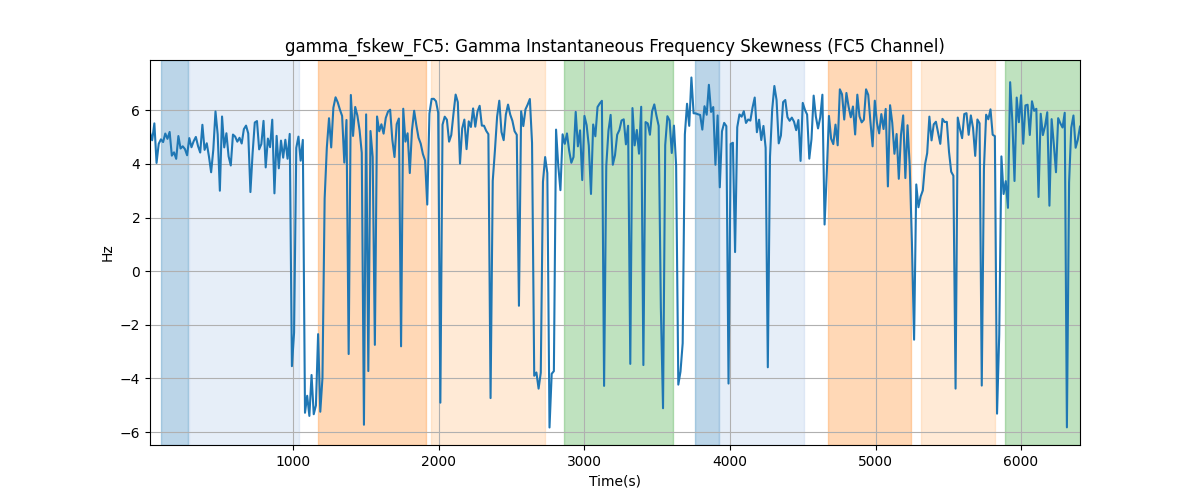 gamma_fskew_FC5: Gamma Instantaneous Frequency Skewness (FC5 Channel)
6
4
2
0
−2
−4
−6
Hz
1000 2000 3000 4000 5000 6000
Time(s)